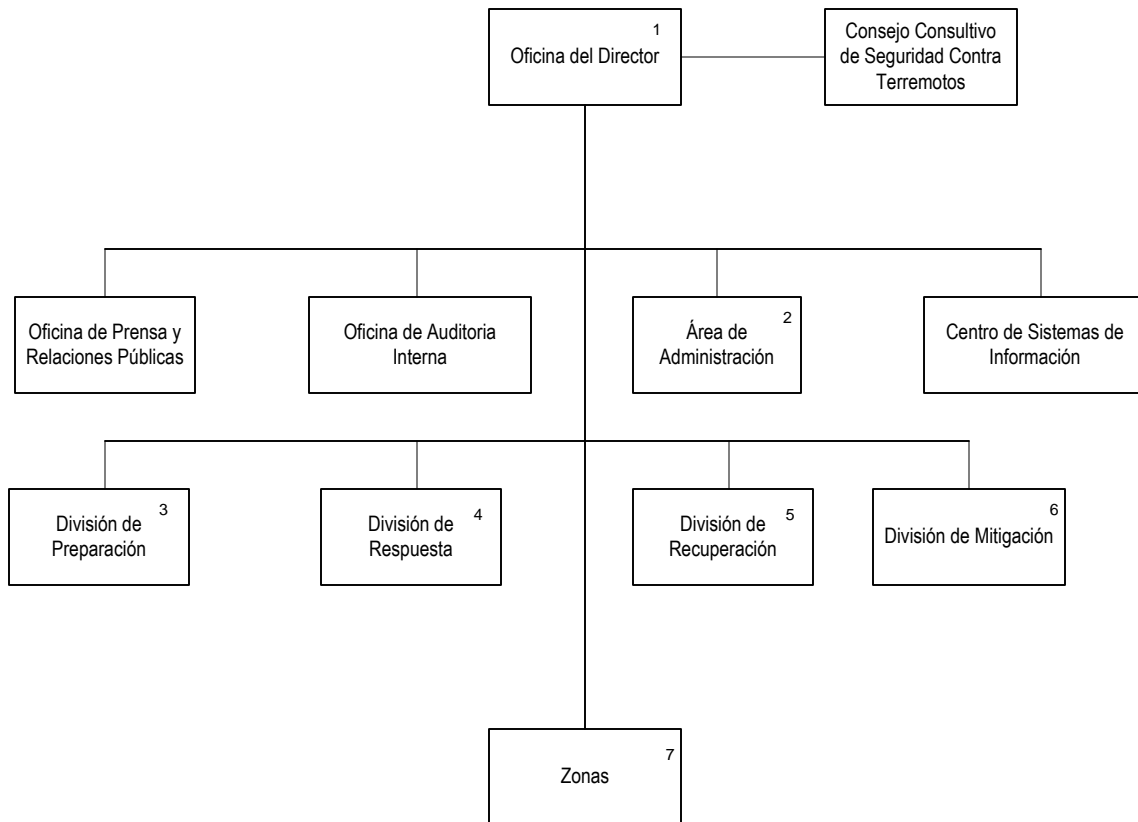 1
Oficina del Director
Consejo Consultivo
de Seguridad Contra
Terremotos
Oficina de Prensa y
Relaciones Públicas
Oficina de Auditoria
Interna
2
Área de
Administración
Centro de Sistemas de
Información
3
División de
Preparación
4
División de
Respuesta
5
División de
Recuperación
6
División de Mitigación
7
Zonas